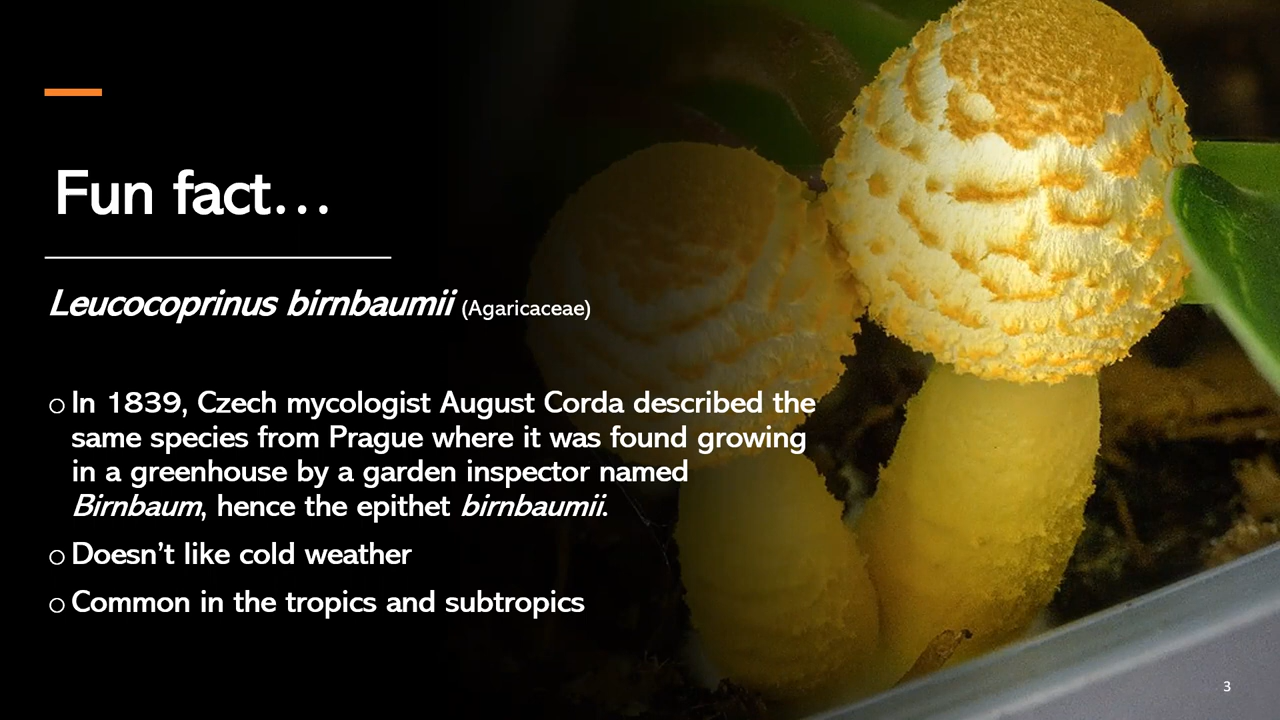 Fun fact…
Leucocoprinus birnbaumii (Agaricaceae)
In 1839, Czech mycologist August Corda described the
same species from Prague where it was found growing
in a greenhouse by a garden inspector named
Birnbaum, hence the epithet birnbaumii.
Doesn’t like cold weather
Common in the tropics and subtropics
3